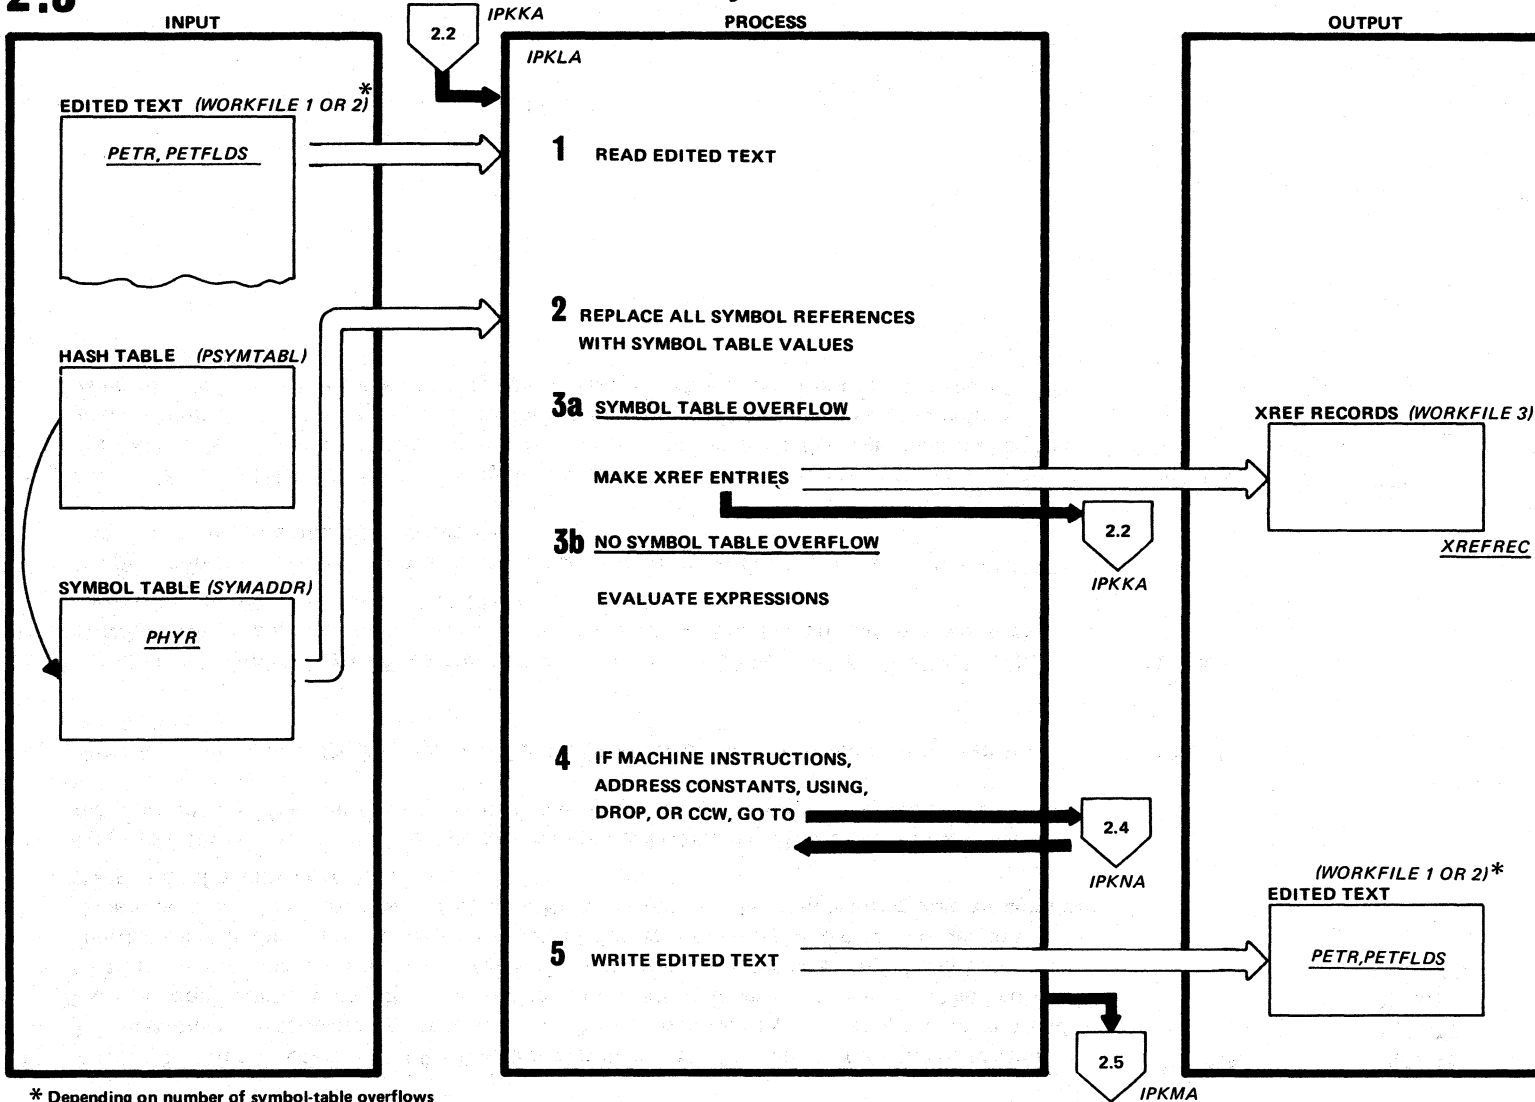 INPUT
2.2
IPKKA
PROCESS
OUTPUT
IPKLA
EDITED TEXT (WORKFILE 1 OR 2)*
PETR, PETFLDS
1 READ EDITED TEXT
2 REPLACE ALL SYMBOL REFERENCES
WITH SYMBOL TABLE VALUES
HASH TABLE (PSYMTABL)
3a SYMBOL TABLE OVERFLOW
XREF RECORDS (WORKFILE 3)
MAKE XREF ENTRIES
2.2
IPKKA
XREFREC
3b NO SYMBOL TABLE OVERFLOW
EVALUATE EXPRESSIONS
SYMBOL TABLE (SYMADDR)
PHYR
4 IF MACHINE INSTRUCTIONS,
ADDRESS CONSTANTS, USING,
DROP, OR CCW, GO TO
2.4
IPKNA
(WORKFILE 1 OR 2)*
EDITED TEXT
PETR,PETFLDS
5 WRITE EDITED TEXT
2.5
IPKMA
* Depending on number of symbol-table overflows